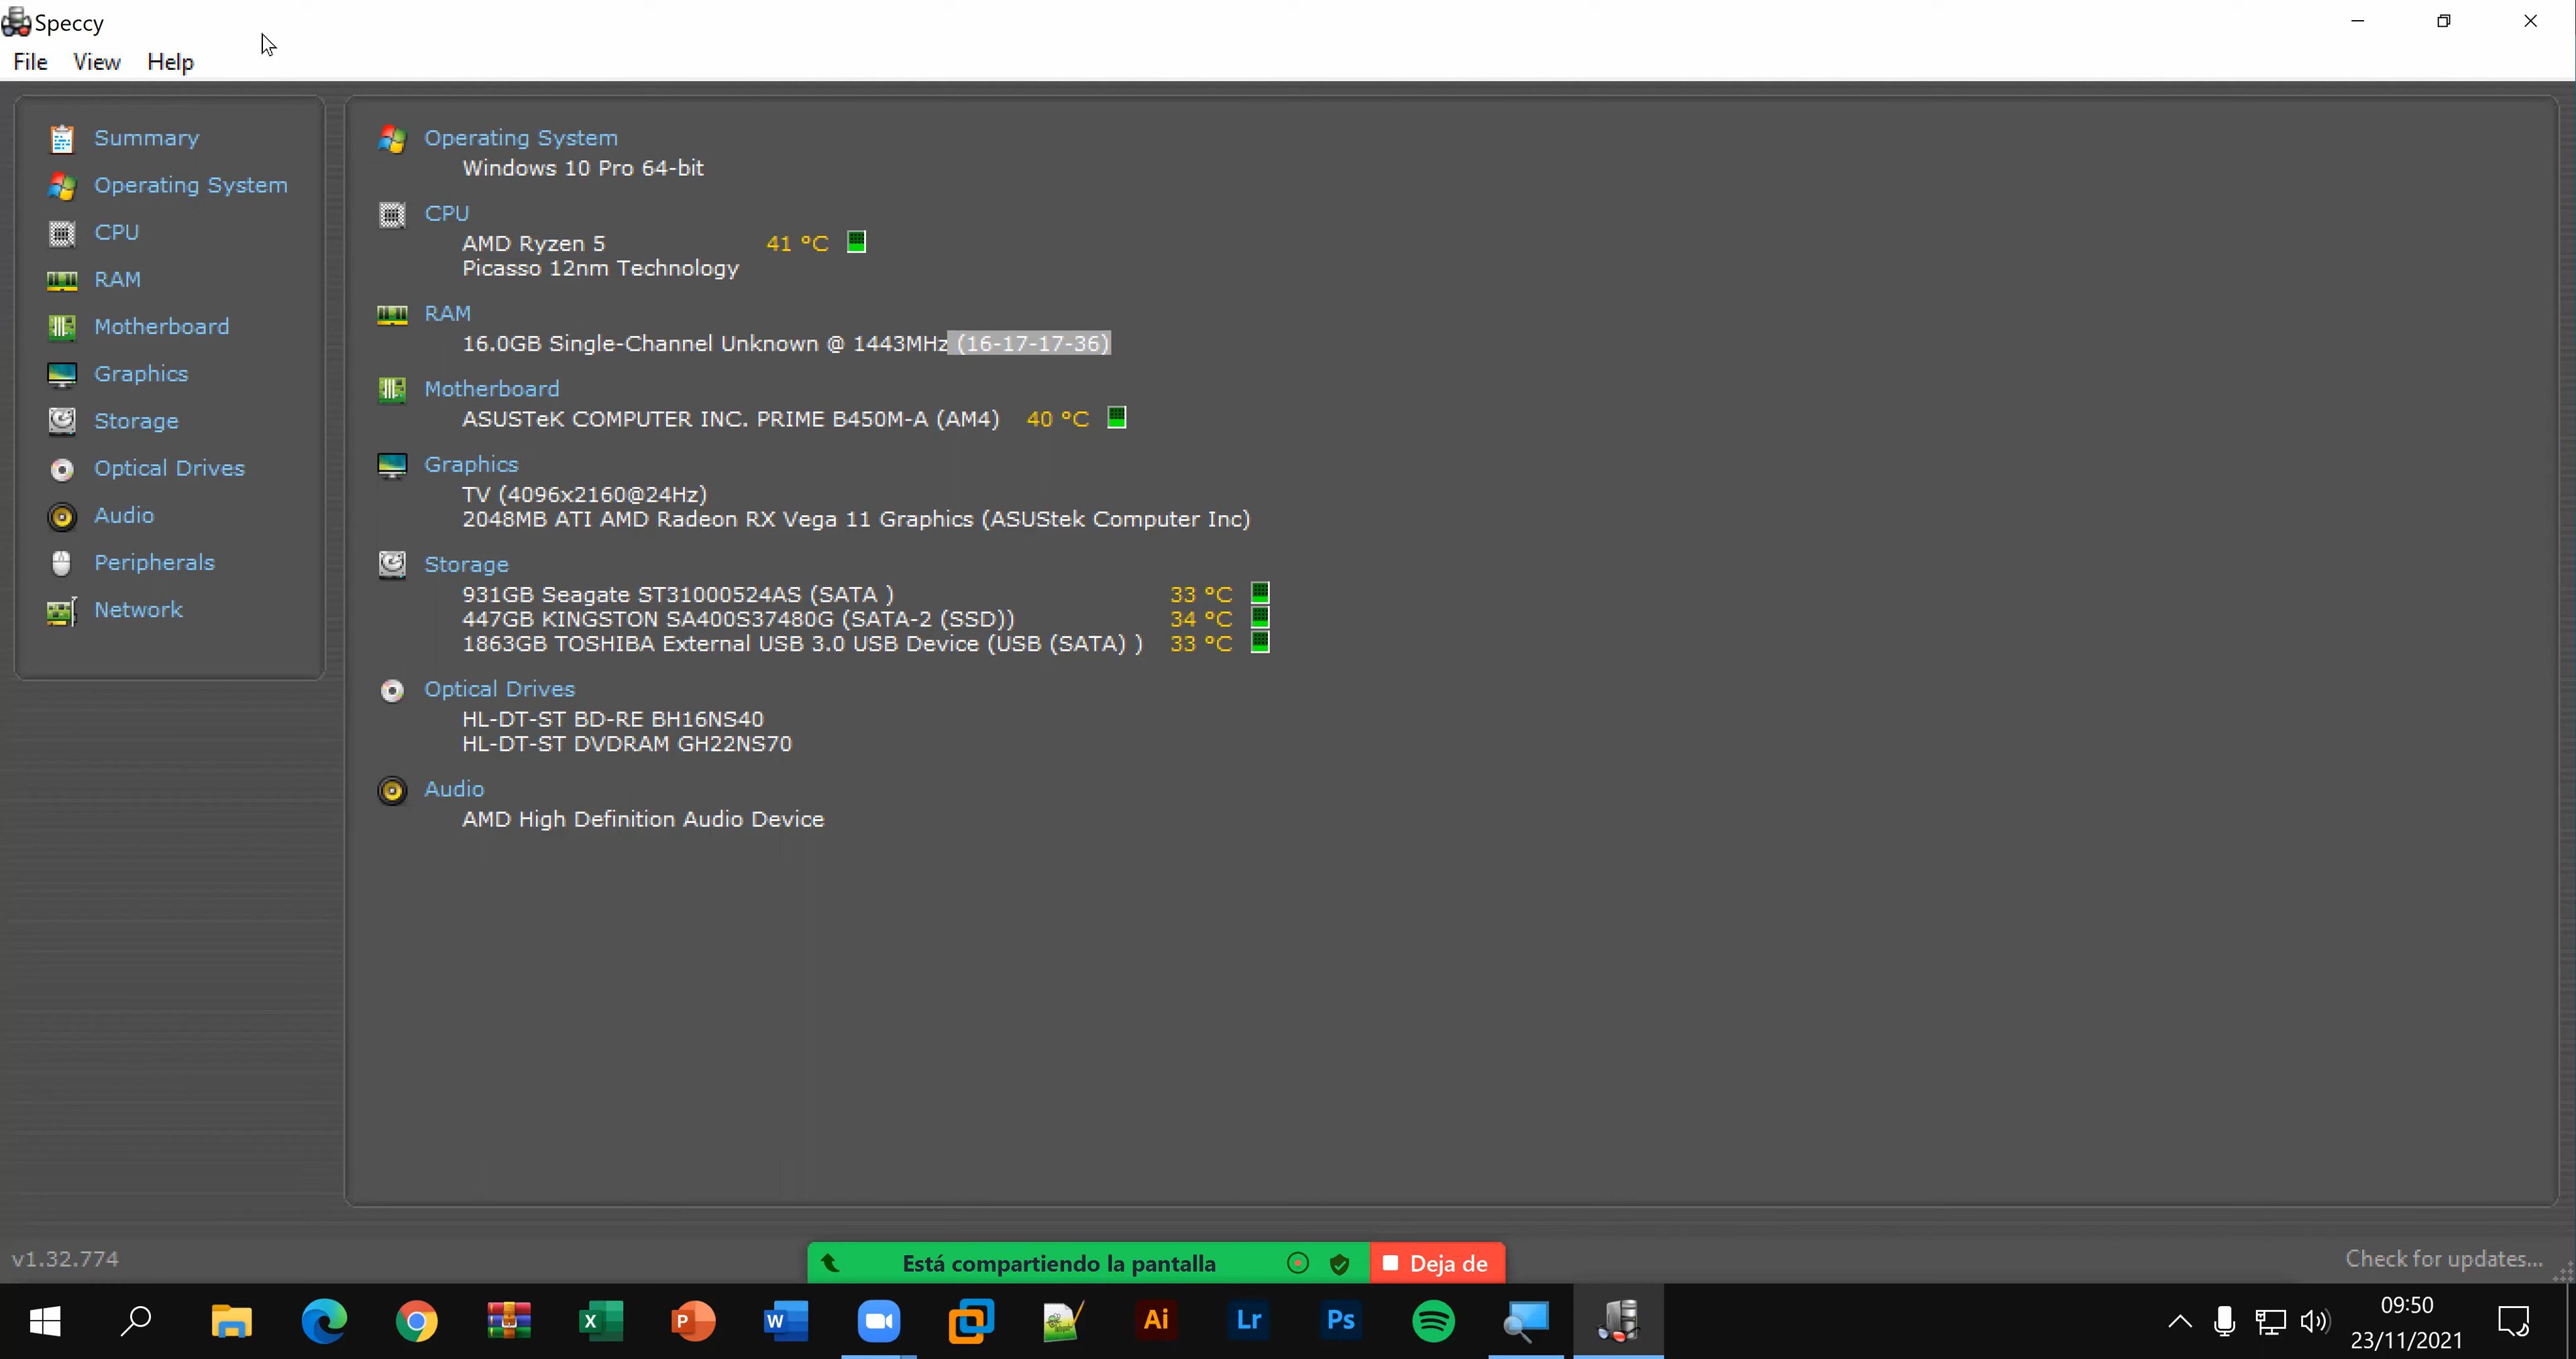 Speccy
File View Help
Summary
Operating System
CPU
RAM
Motherboard
Graphics
Storage
Optical Drives
Audio
Peripherals
Network
Operating System
Windows 10 Pro 64-bit
CPU
AMD Ryzen 5 41 °C
Picasso 12nm Technology
RAM
16.0GB Single-Channel Unknown @ 1443MHz (16-17-17-36)
Motherboard
ASUSTeK COMPUTER INC. PRIME B450M-A (AM4) 40 °C
Graphics
TV (4096x2160@24Hz)
2048MB ATI AMD Radeon RX Vega 11 Graphics (ASUStek Computer Inc)
Storage
931GB Seagate ST31000524AS (SATA ) 33 °C
447GB KINGSTON SA400S37480G (SATA-2 (SSD)) 34 °C
1863GB TOSHIBA External USB 3.0 USB Device (USB (SATA) ) 33 °C
Optical Drives
HL-DT-ST BD-RE BH16NS40
HL-DT-ST DVDRAM GH22NS70
Audio
AMD High Definition Audio Device
v1.32.774
Check for updates...
Está compartiendo la pantalla
Deja de
X P W Ai Lr Ps
09:50
23/11/2021